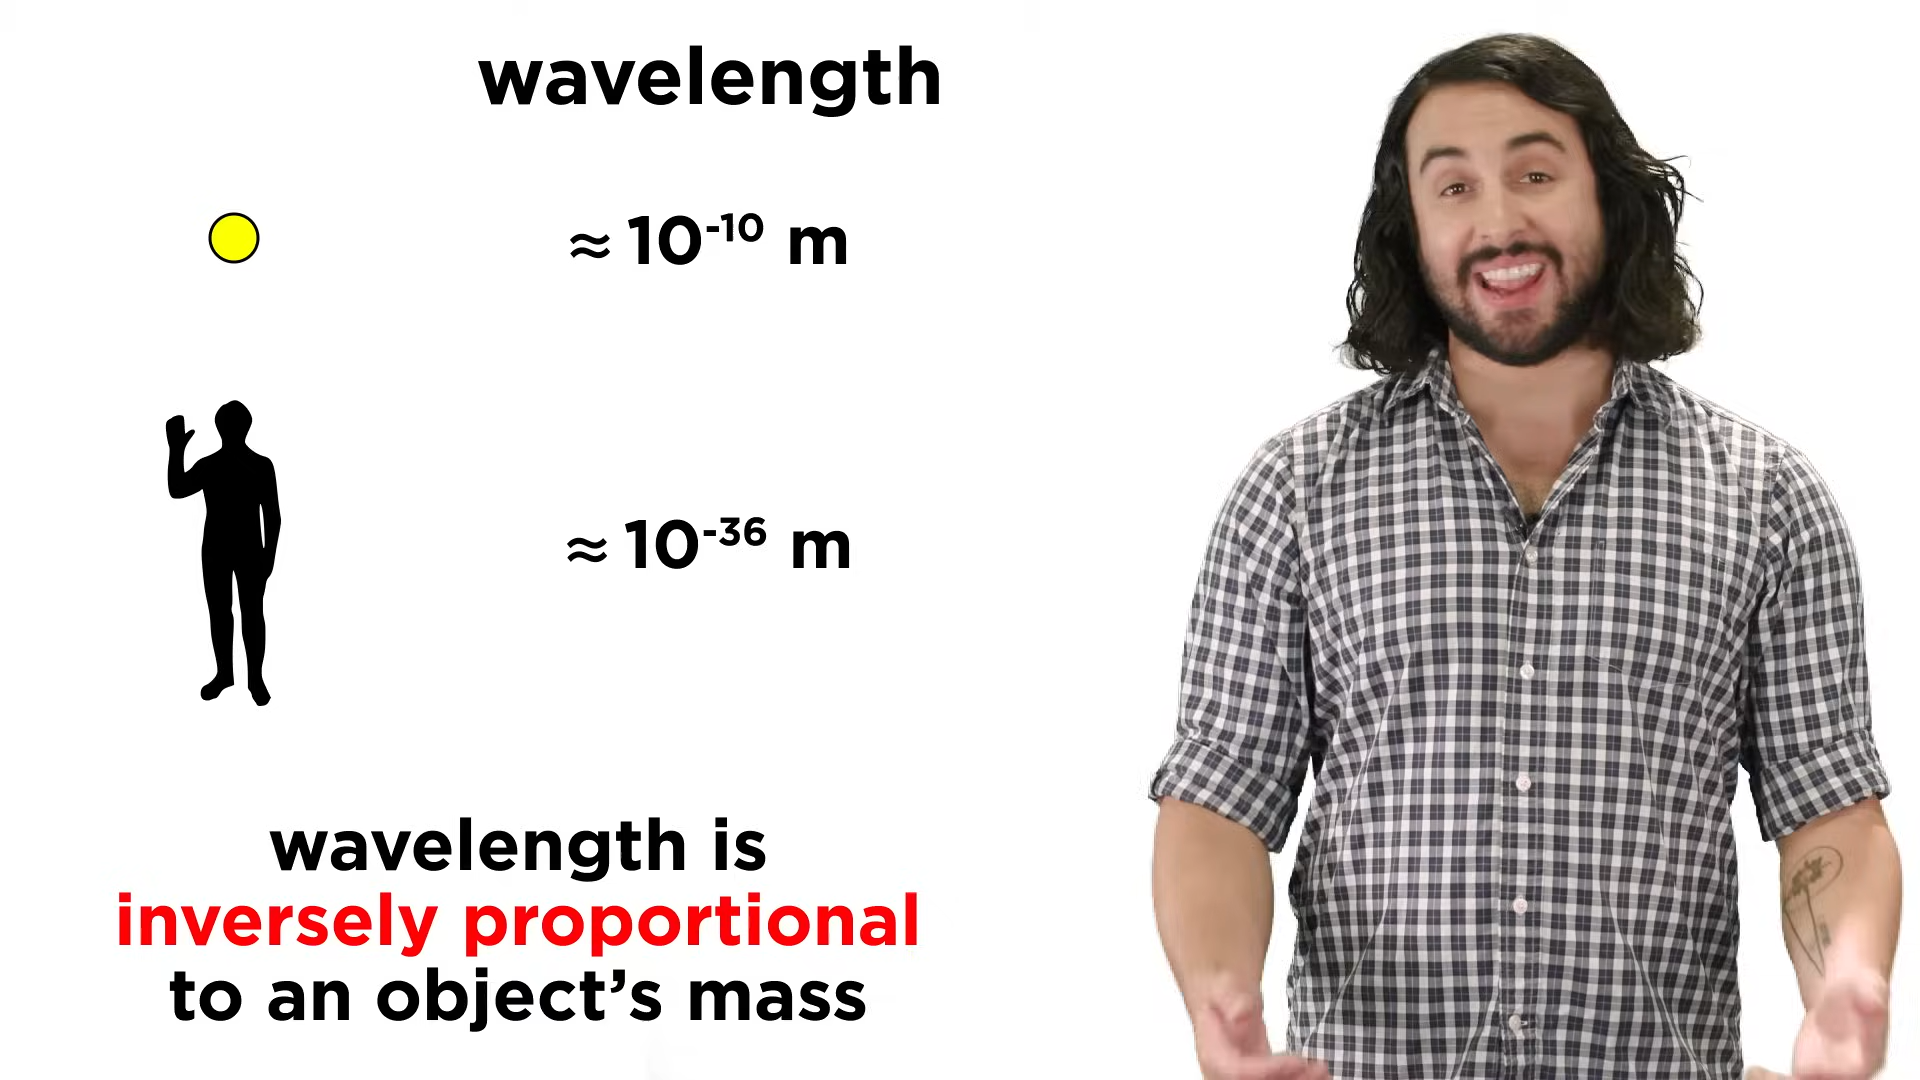 wavelength
≈ 10⁻¹⁰ m
≈ 10⁻³⁶ m
wavelength is
inversely proportional
to an object’s mass